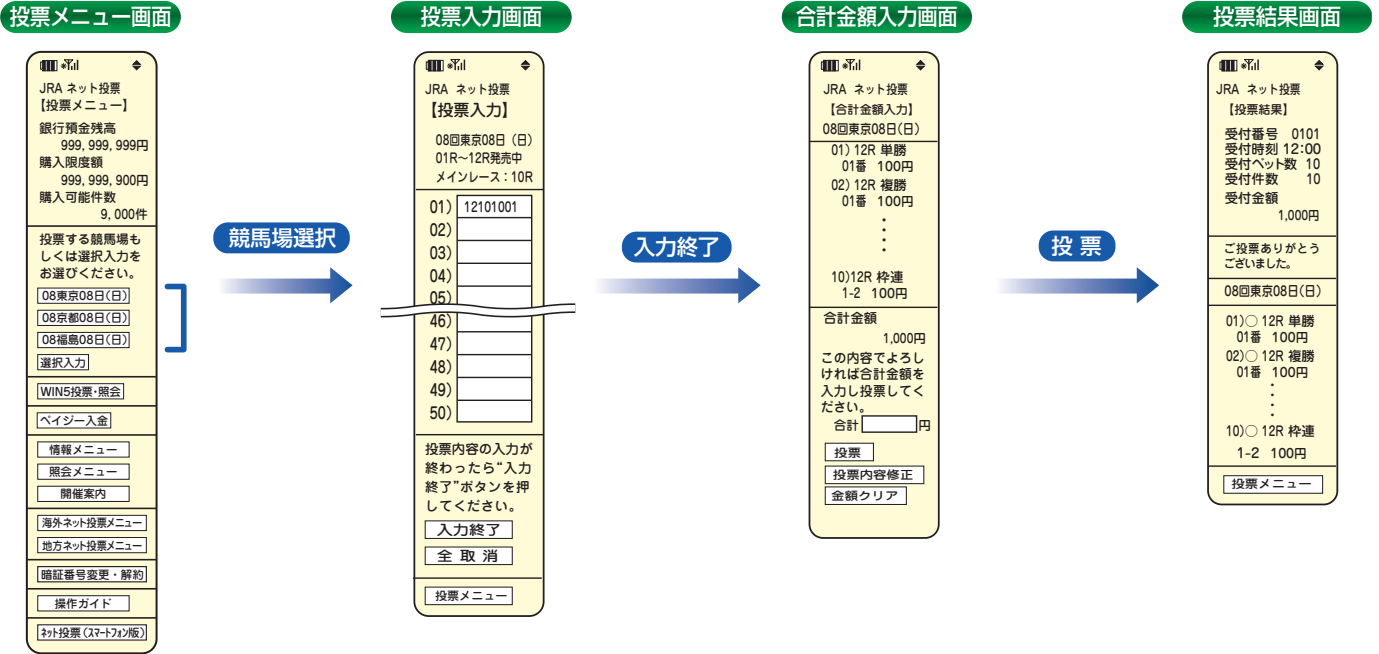 投票メニュー画面
JRA ネット投票
【投票メニュー】
銀行預金残高
999,999,999円
購入限度額
999,999,900円
購入可能件数
9,000件
投票する競馬場も
しくは選択入力を
お選びください。
08東京08日(日)
08京都08日(日)
08福島08日(日)
選択入力
WIN5投票・照会
ペイジー入金
情報メニュー
照会メニュー
開催案内
海外ネット投票メニュー
地方ネット投票メニュー
暗証番号変更・解約
操作ガイド
ネット投票(スマートフォン版)
競馬場選択
投票入力画面
JRA ネット投票
【投票入力】
08回東京08日(日)
01R〜12R発売中
メインレース：10R
01) 12101001
02)
03)
04)
05)
46)
47)
48)
49)
50)
投票内容の入力が
終わったら“入力
終了”ボタンを押
してください。
入力終了
全 取 消
投票メニュー
入力終了
合計金額入力画面
JRA ネット投票
【合計金額入力】
08回東京08日(日)
01) 12R 単勝
01番 100円
02) 12R 複勝
01番 100円
10)12R 枠連
1-2 100円
合計金額
1,000円
この内容でよろし
ければ合計金額を
入力し投票してく
ださい。
合計 円
投票
投票内容修正
金額クリア
投 票
投票結果画面
JRA ネット投票
【投票結果】
受付番号 0101
受付時刻 12:00
受付ベット数 10
受付件数 10
受付金額
1,000円
ご投票ありがとう
ございました。
08回東京08日(日)
01)○ 12R 単勝
01番 100円
02)○ 12R 複勝
01番 100円
10)○ 12R 枠連
1-2 100円
投票メニュー